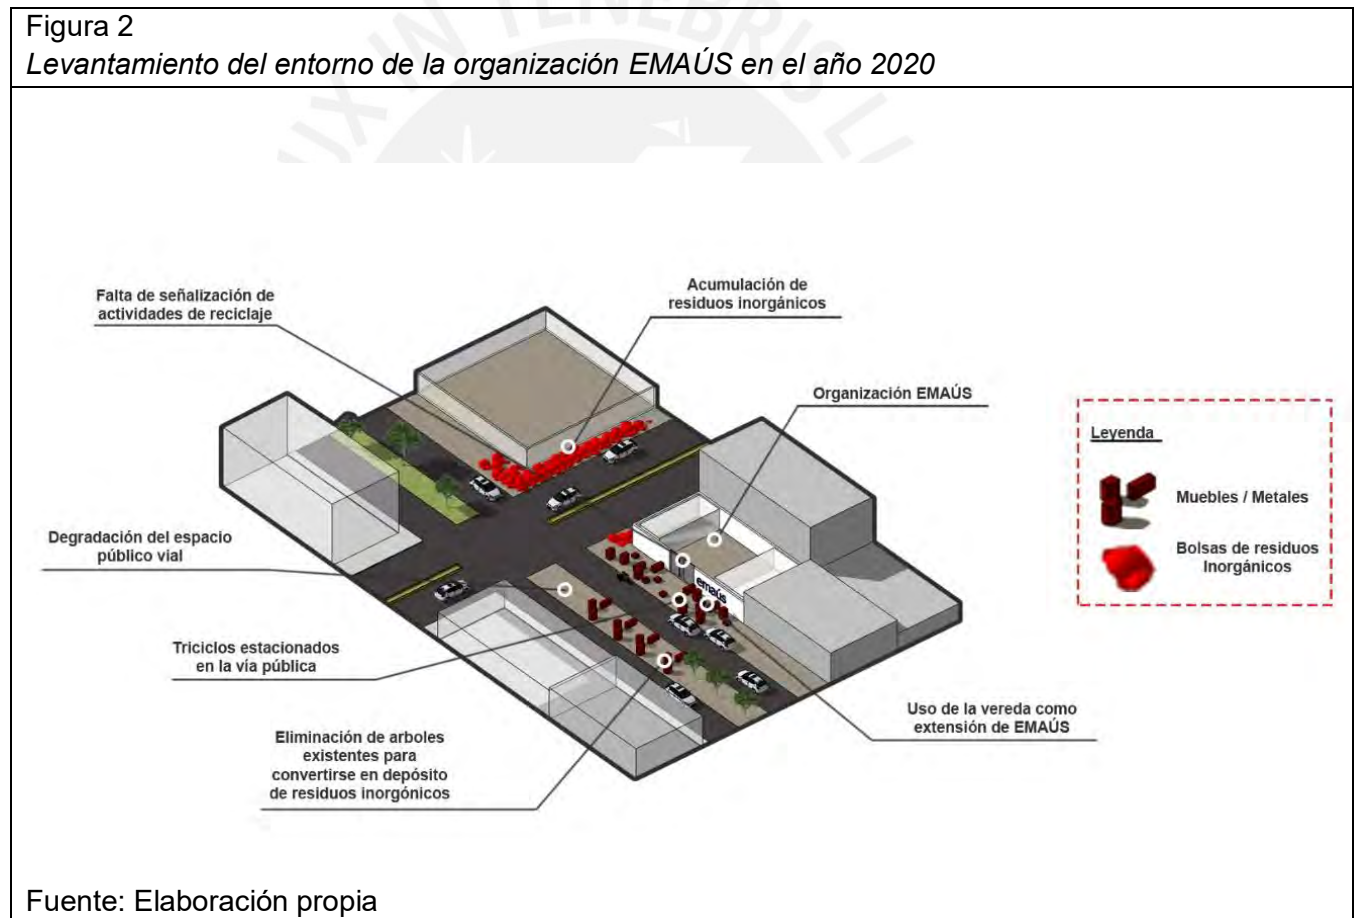 Figura 2
Levantamiento del entorno de la organización EMAÚS en el año 2020
UX IN TENEBRIS L
Falta de señalización de
actividades de reciclaje
Acumulación de
residuos inorgánicos
Organización EMAÚS
Leyenda
Muebles / Metales
Bolsas de residuos
Inorgánicos
Degradación del espacio
público vial
emaús
Triciclos estacionados
en la vía pública
Uso de la vereda como
extensión de EMAÚS
Eliminación de arboles
existentes para
convertirse en depósito
de residuos inorgónicos
Fuente: Elaboración propia